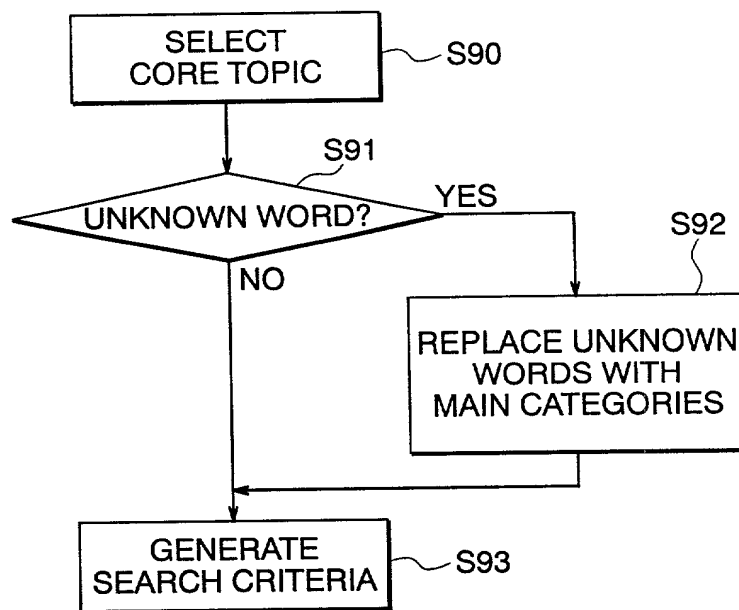 SELECT
CORE TOPIC
S90
S91
UNKNOWN WORD?
YES
NO
S92
REPLACE UNKNOWN
WORDS WITH
MAIN CATEGORIES
GENERATE
SEARCH CRITERIA
S93